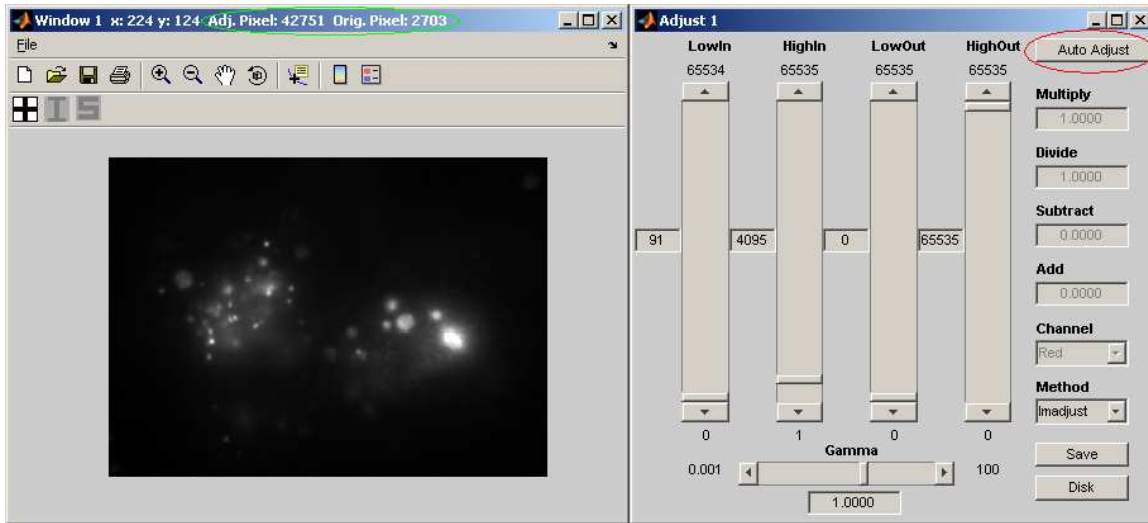 Window 1 x: 224 y: 124 Adj. Pixel: 42751 Orig. Pixel: 2703
File
Adjust 1
LowIn HighIn LowOut HighOut
65534 65535 65535 65535
Auto Adjust
Multiply
1.0000
Divide
1.0000
Subtract
0.0000
91 4095 0 65535
Add
0.0000
Channel
Red
Method
Imadjust
0 1 0 0
Gamma
0.001 100
1.0000
Save
Disk